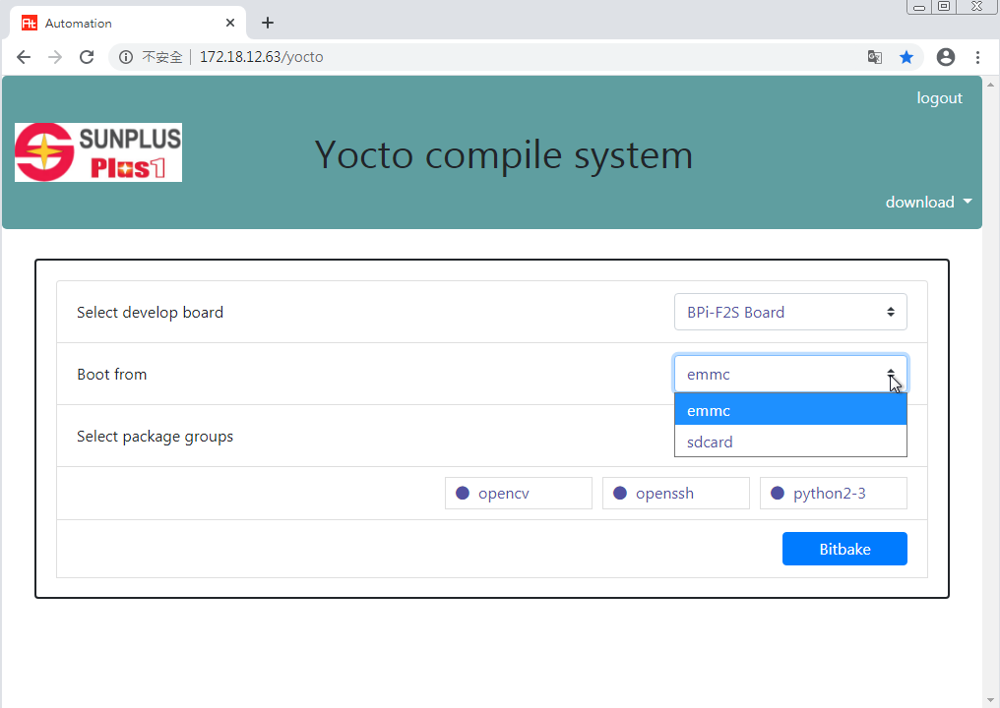 Automation
不安全 172.18.12.63/yocto
logout
SUNPLUS
Plus1
Yocto compile system
download
Select develop board BPi-F2S Board
Boot from emmc
emmc
Select package groups sdcard
opencv openssh python2-3
Bitbake